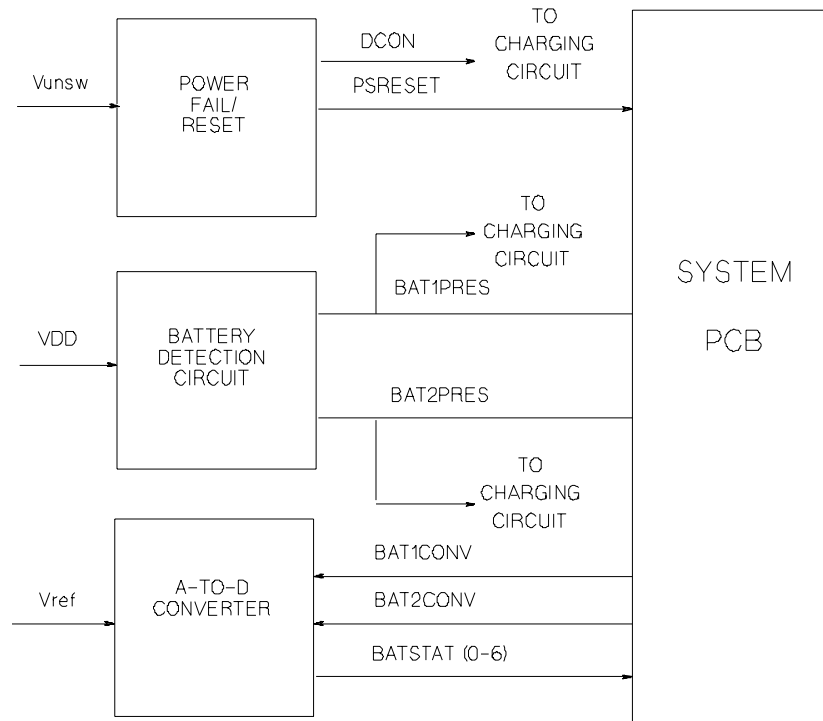 Vunsw
POWER
FAIL/
RESET
DCON
TO
CHARGING
CIRCUIT
PSRESET
VDD
BATTERY
DETECTION
CIRCUIT
TO
CHARGING
CIRCUIT
BAT1PRES
BAT2PRES
TO
CHARGING
CIRCUIT
Vref
A-TO-D
CONVERTER
BAT1CONV
BAT2CONV
BATSTAT (0-6)
SYSTEM
PCB